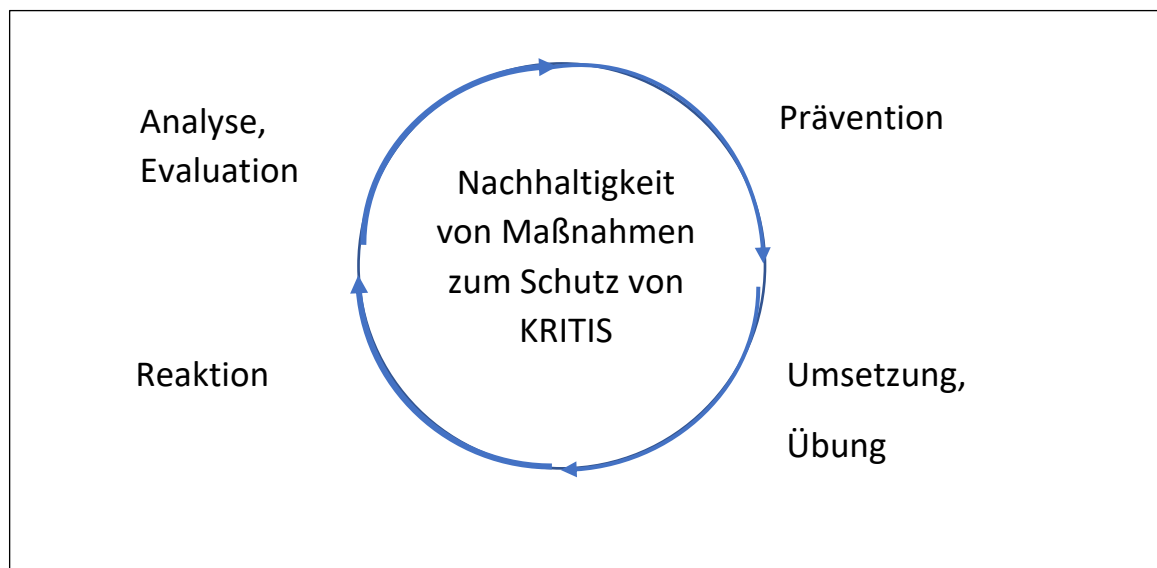 Analyse,
Evaluation
Prävention
Nachhaltigkeit
von Maßnahmen
zum Schutz von
KRITIS
Reaktion
Umsetzung,
Übung